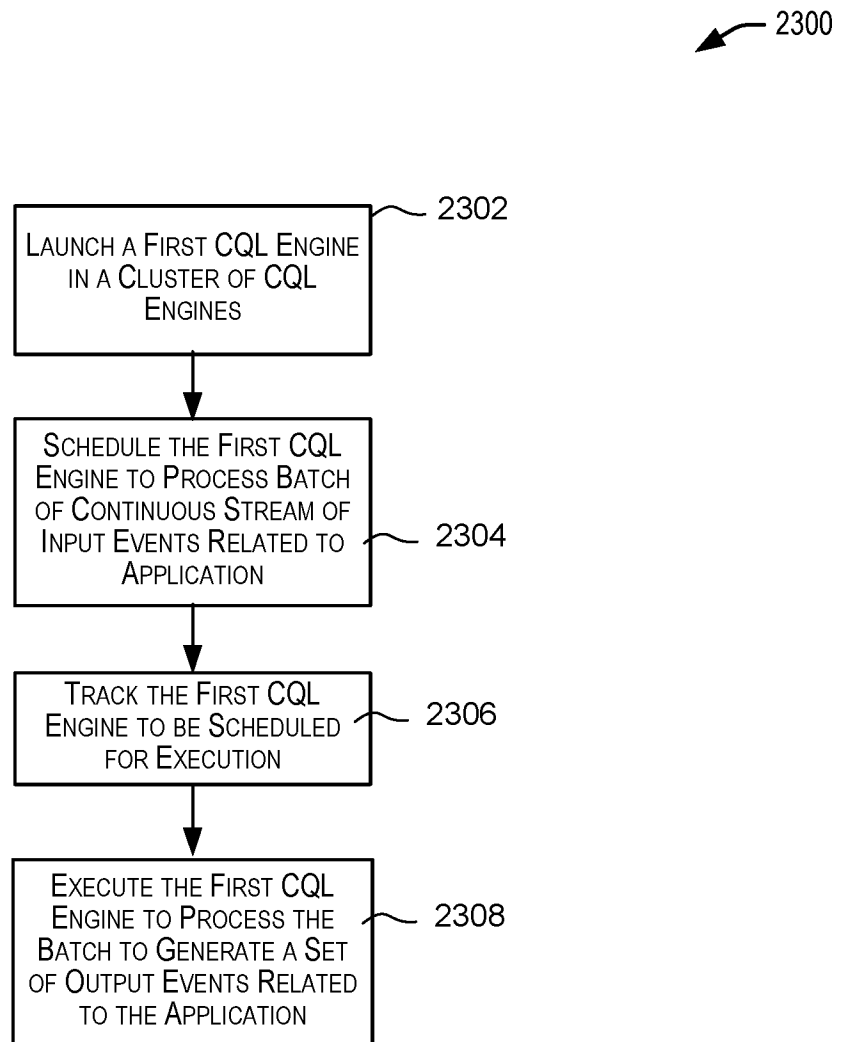 2300
2302
LAUNCH A FIRST CQL ENGINE
IN A CLUSTER OF CQL
ENGINES
SCHEDULE THE FIRST CQL
ENGINE TO PROCESS BATCH
OF CONTINUOUS STREAM OF
INPUT EVENTS RELATED TO
APPLICATION
2304
TRACK THE FIRST CQL
ENGINE TO BE SCHEDULED
FOR EXECUTION
2306
EXECUTE THE FIRST CQL
ENGINE TO PROCESS THE
BATCH TO GENERATE A SET
OF OUTPUT EVENTS RELATED
TO THE APPLICATION
2308